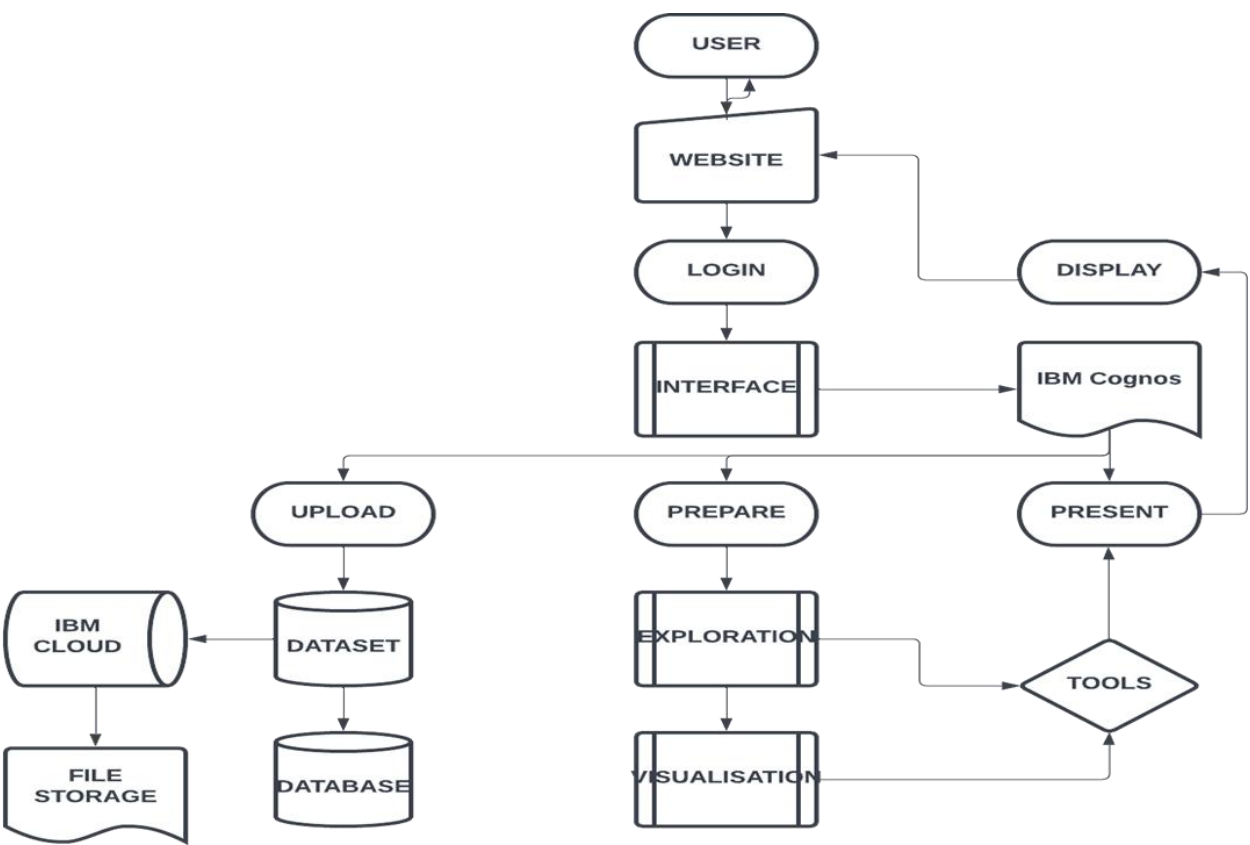 USER
WEBSITE
LOGIN
DISPLAY
INTERFACE
IBM Cognos
UPLOAD
PREPARE
PRESENT
IBM
CLOUD
DATASET
EXPLORATION
TOOLS
FILE
STORAGE
DATABASE
VISUALISATION